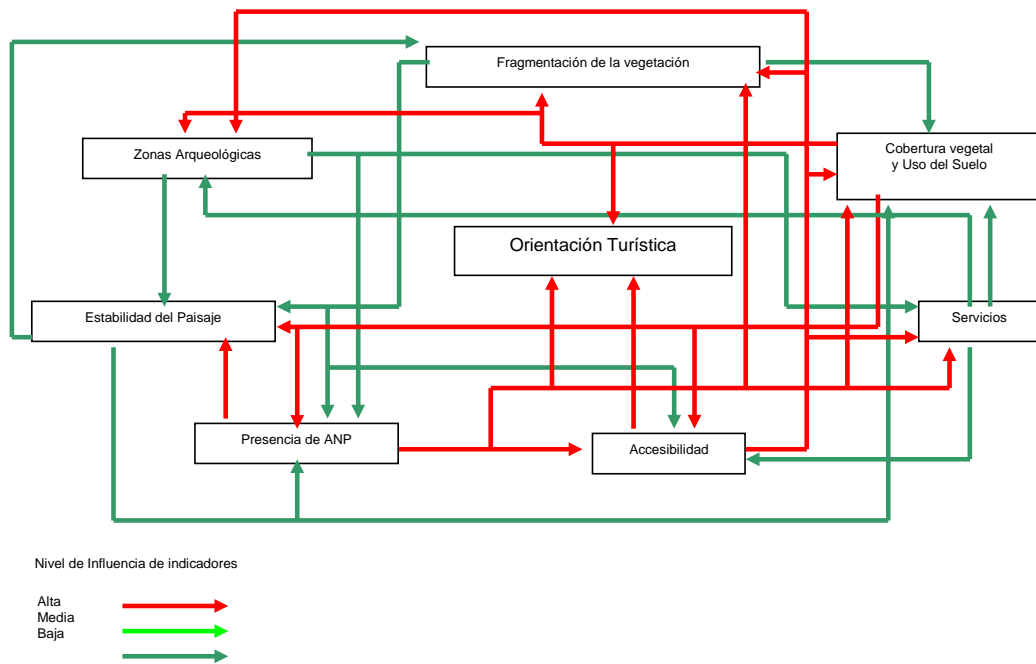 Fragmentación de la vegetación
Zonas Arqueológicas
Cobertura vegetal
y Uso del Suelo
Orientación Turística
Estabilidad del Paisaje
Servicios
Presencia de ANP
Accesibilidad
Nivel de Influencia de indicadores
Alta
Media
Baja